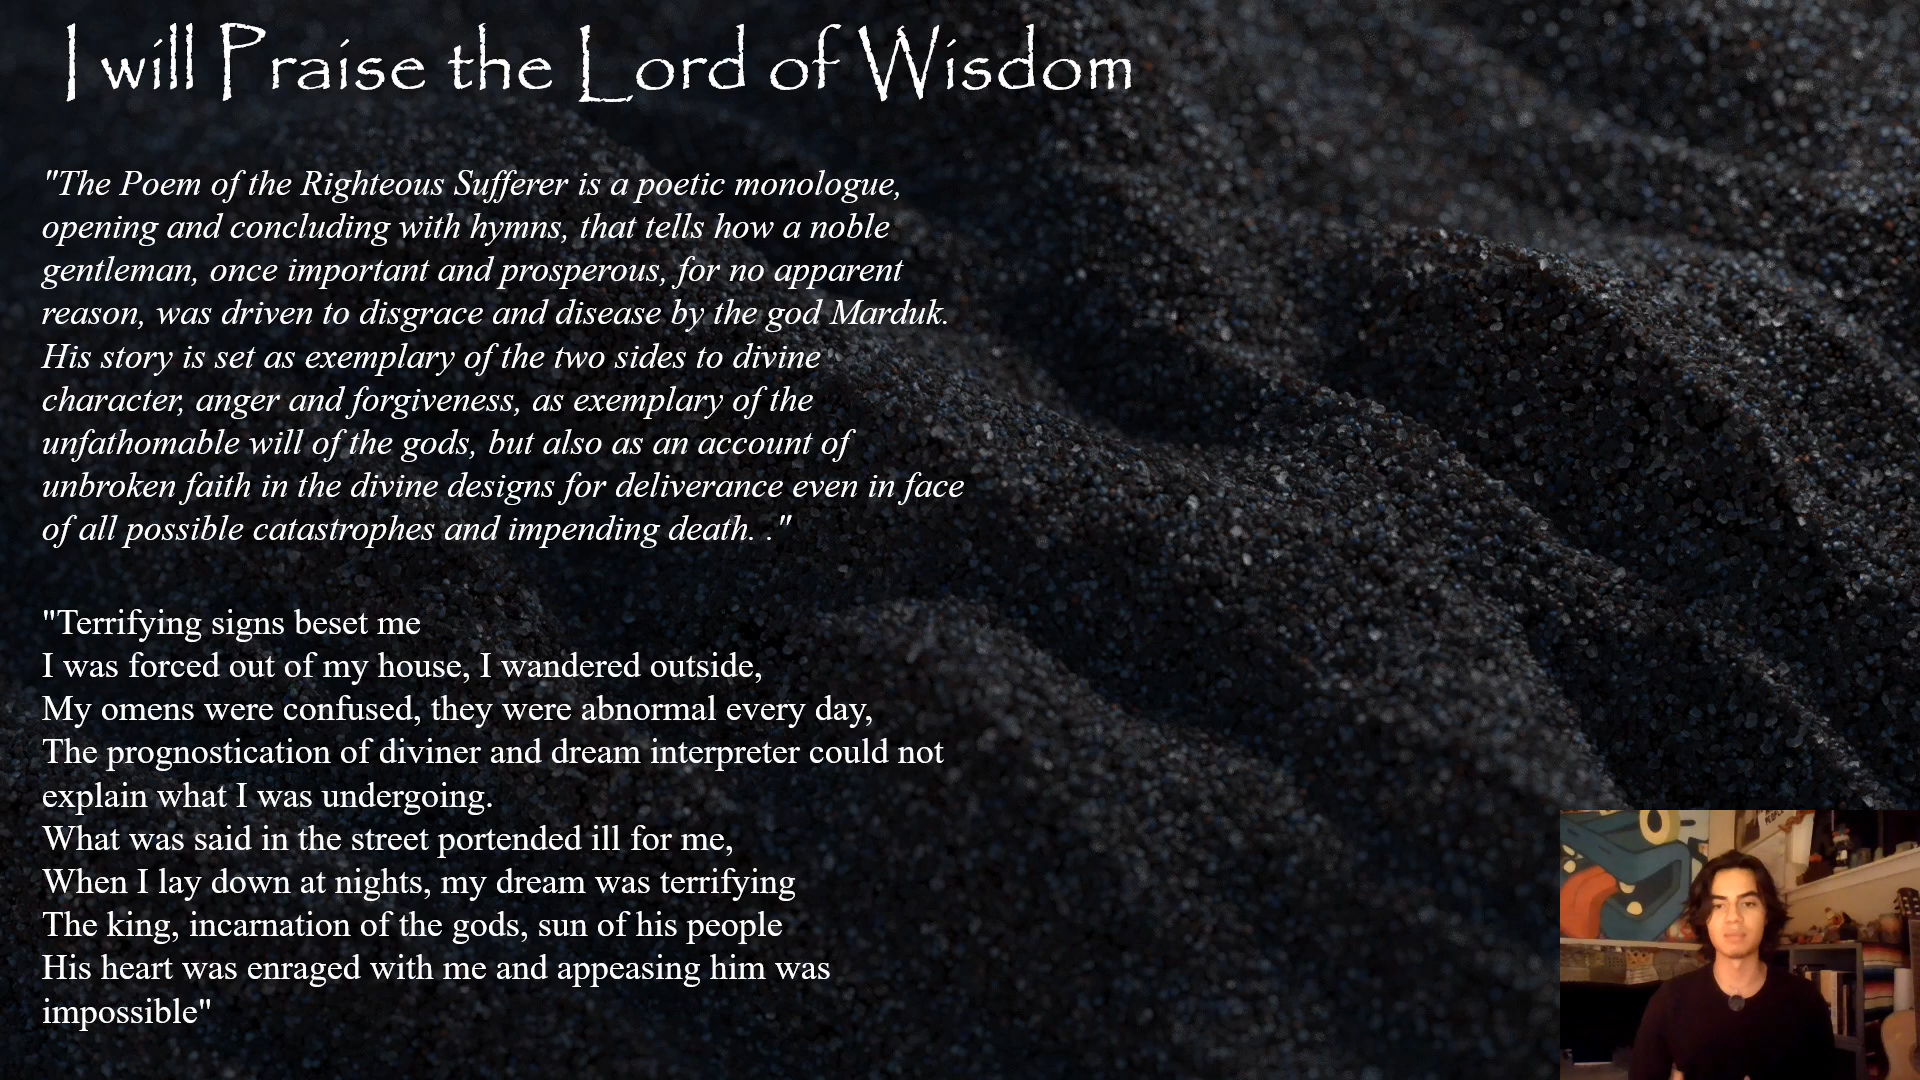 I will Praise the Lord of Wisdom
"The Poem of the Righteous Sufferer is a poetic monologue,
opening and concluding with hymns, that tells how a noble
gentleman, once important and prosperous, for no apparent
reason, was driven to disgrace and disease by the god Marduk.
His story is set as exemplary of the two sides to divine
character, anger and forgiveness, as exemplary of the
unfathomable will of the gods, but also as an account of
unbroken faith in the divine designs for deliverance even in face
of all possible catastrophes and impending death. ."
"Terrifying signs beset me
I was forced out of my house, I wandered outside,
My omens were confused, they were abnormal every day,
The prognostication of diviner and dream interpreter could not
explain what I was undergoing.
What was said in the street portended ill for me,
When I lay down at nights, my dream was terrifying
The king, incarnation of the gods, sun of his people
His heart was enraged with me and appeasing him was
impossible"